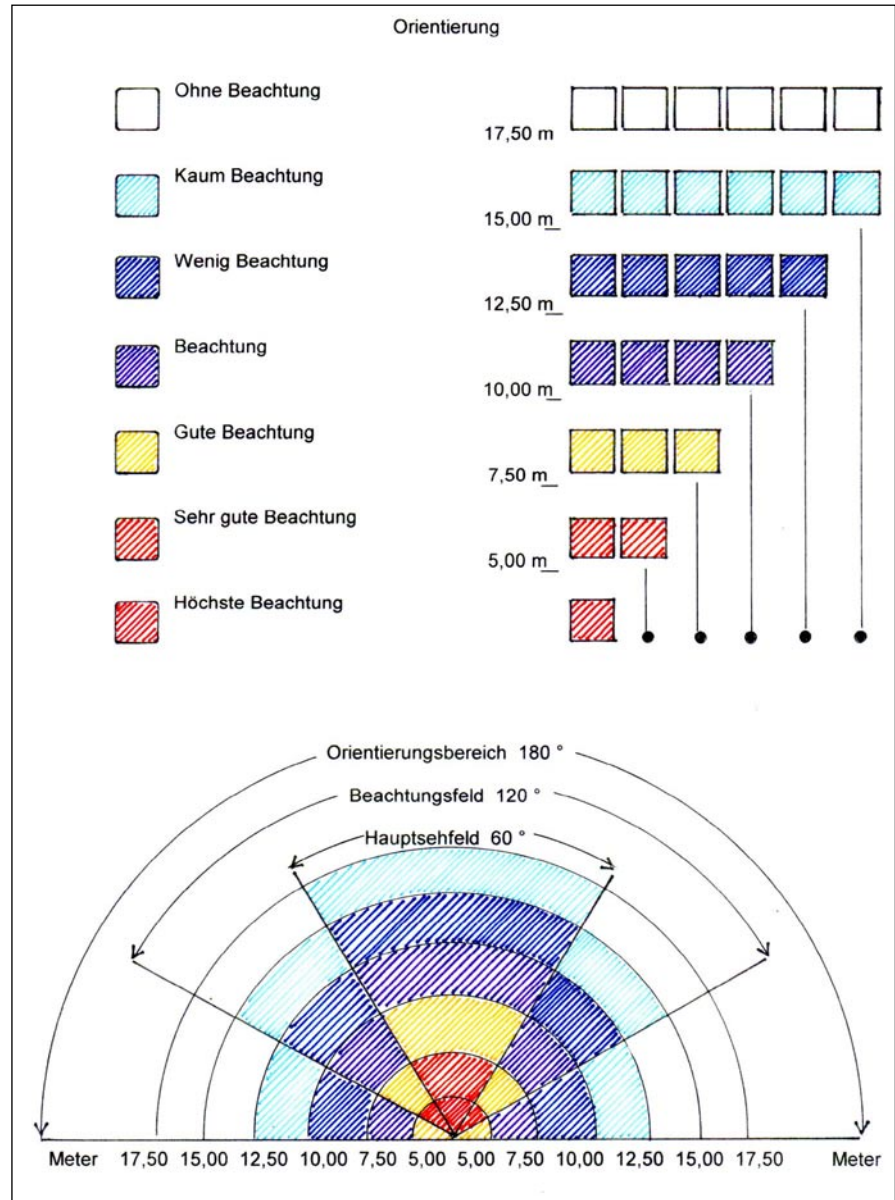 Orientierung
Ohne Beachtung
17,50 m
Kaum Beachtung
15,00 m
Wenig Beachtung
12,50 m
Beachtung
10,00 m
Gute Beachtung
7,50 m
Sehr gute Beachtung
5,00 m
Höchste Beachtung
Orientierungsbereich 180 °
Beachtungsfeld 120 °
Hauptsehfeld 60 °
Meter 17,50 15,00 12,50 10,00 7,50 5,00 5,00 7,50 10,00 12,50 15,00 17,50 Meter